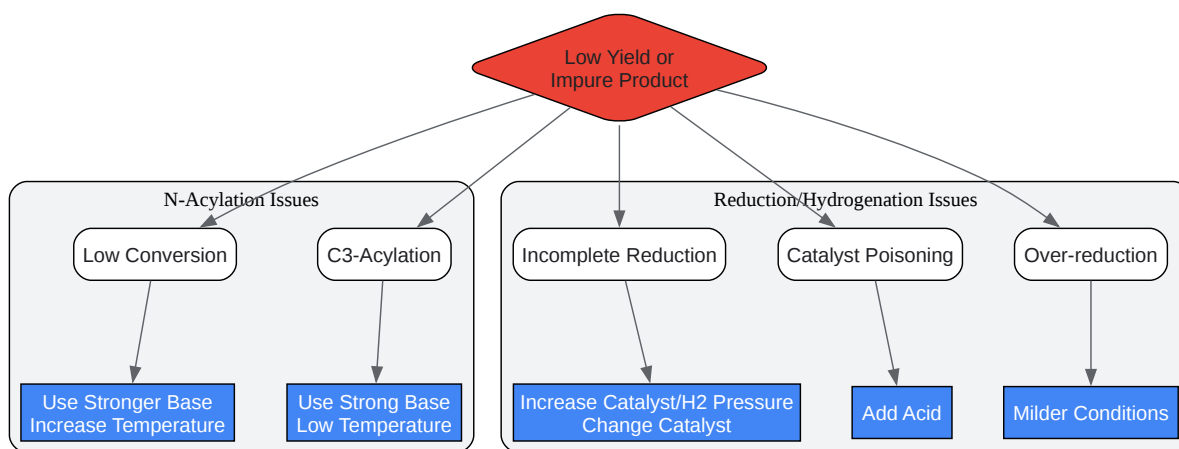 Low Yield or
Impure Product
N-Acylation Issues
Reduction/Hydrogenation Issues
Low Conversion
C3-Acylation
Incomplete Reduction
Catalyst Poisoning
Over-reduction
Use Stronger Base
Increase Temperature
Use Strong Base
Low Temperature
Increase Catalyst/H2 Pressure
Change Catalyst
Add Acid
Milder Conditions